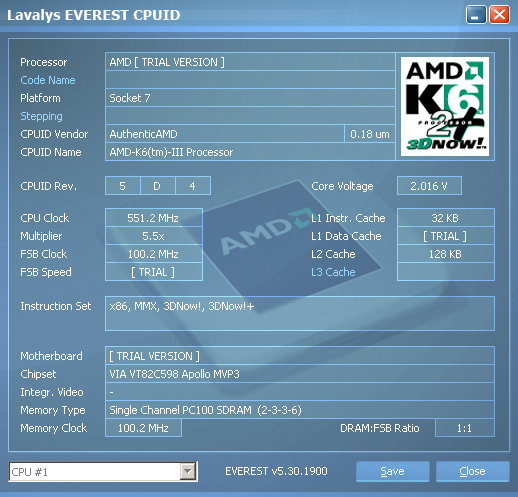 Lavalys EVEREST CPUID
Processor AMD [ TRIAL VERSION ]
Code Name
Platform Socket 7
Stepping
CPUID Vendor AuthenticAMD 0.18 um
CPUID Name AMD-K6(tm)-III Processor
AMD
K6
PROCESSOR
2+
3DNow!
CPUID Rev. 5 D 4
Core Voltage 2.016 V
CPU Clock 551.2 MHz
L1 Instr. Cache 32 KB
Multiplier 5.5x
L1 Data Cache [ TRIAL ]
FSB Clock 100.2 MHz
L2 Cache 128 KB
FSB Speed [ TRIAL ]
L3 Cache
AMD
Instruction Set x86, MMX, 3DNow!, 3DNow!+
Motherboard [ TRIAL VERSION ]
Chipset VIA VT82C598 Apollo MVP3
Integr. Video -
Memory Type Single Channel PC100 SDRAM (2-3-3-6)
Memory Clock 100.2 MHz
DRAM:FSB Ratio 1:1
CPU #1
EVEREST v5.30.1900
Save
Close